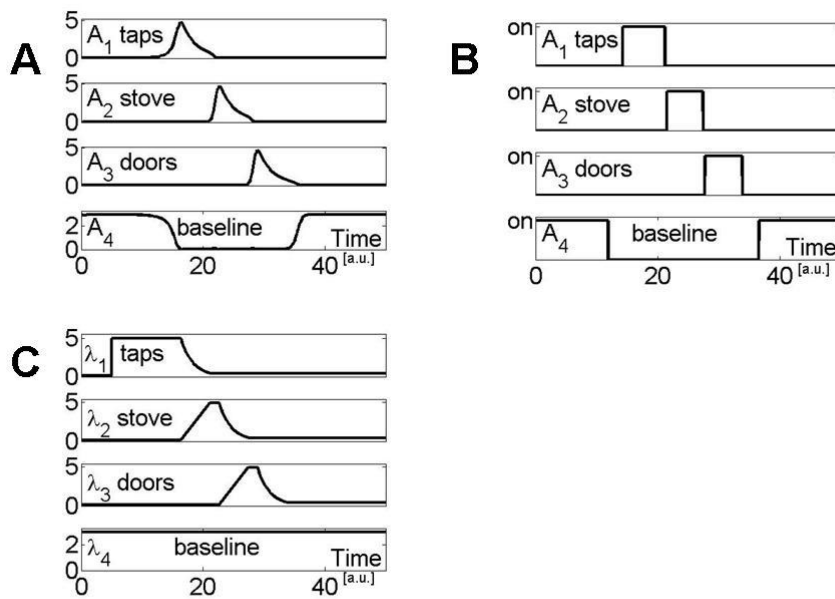 A
5
A1 taps
0
5
A2 stove
0
5
A3 doors
0
2
A4
baseline
Time
0
0
20
40
[a.u.]
B
on
A1 taps
on
A2 stove
on
A3 doors
on
A4
baseline
Time
0
20
40
[a.u.]
C
5
λ1 taps
0
5
λ2 stove
0
5
λ3 doors
0
2
λ4
baseline
Time
0
0
20
40
[a.u.]